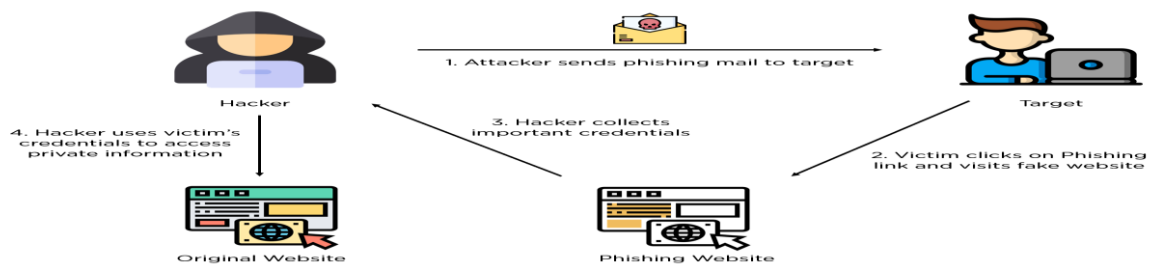 1. Attacker sends phishing mail to target
Hacker
Target
4. Hacker uses victim's
credentials to access
private information
3. Hacker collects
important credentials
2. Victim clicks on Phishing
link and visits fake website
Original Website
Phishing Website